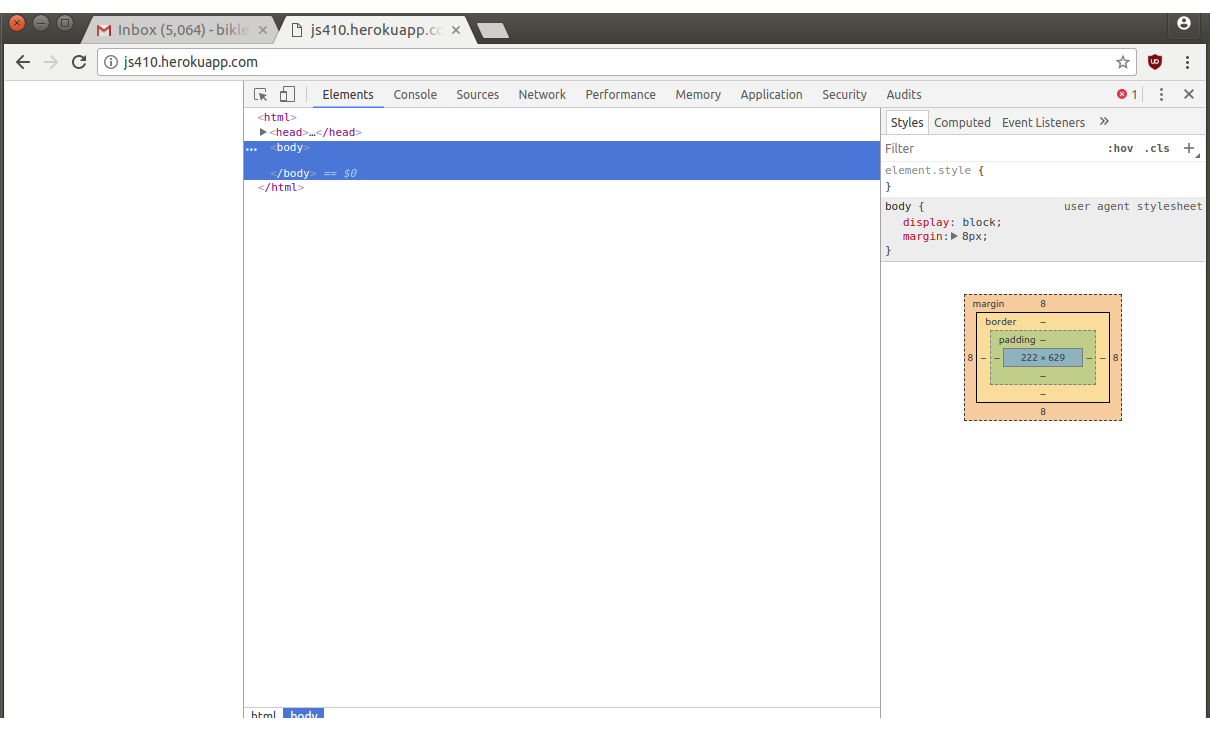 Inbox (5,064) - bikle
js410.herokuapp.co
js410.herokuapp.com
Elements Console Sources Network Performance Memory Application Security Audits 1
<html>
<head>…</head>
<body>
</body> == $0
</html>
html body
Styles Computed Event Listeners »
Filter :hov .cls +
element.style {
}
body { user agent stylesheet
display: block;
margin: 8px;
}
margin 8
border –
padding –
8 – – 222 × 629 – – 8
–
–
8